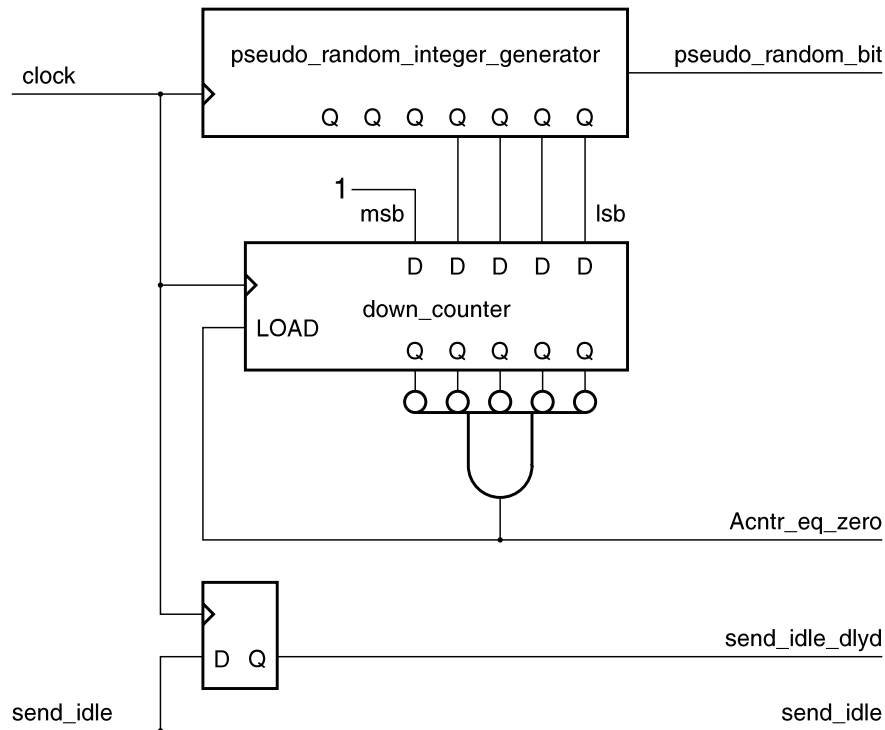 pseudo_random_integer_generator
pseudo_random_bit
clock
Q Q Q Q Q Q Q
1
msb
lsb
D D D D D
down_counter
LOAD
Q Q Q Q Q
Acntr_eq_zero
send_idle_dlyd
D Q
send_idle
send_idle